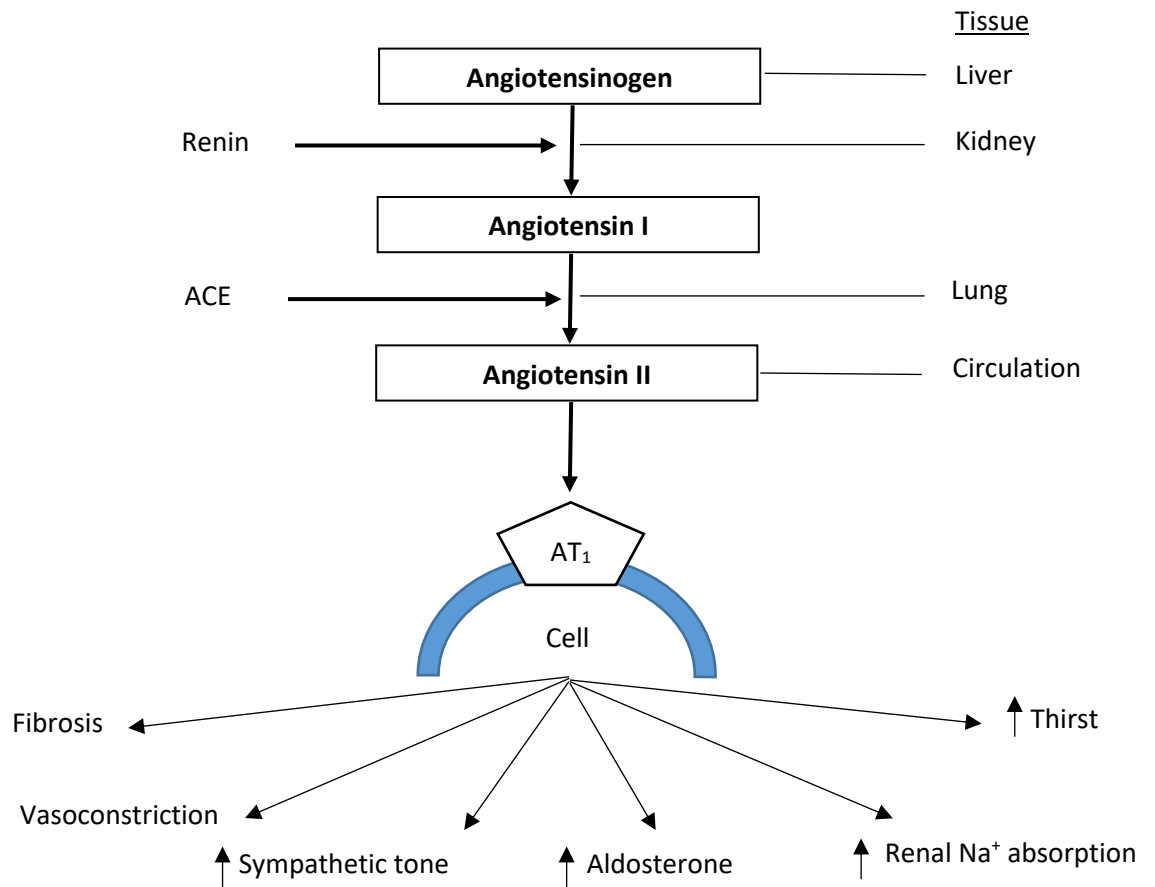 Tissue
Angiotensinogen
Liver
Renin
Kidney
Angiotensin I
ACE
Lung
Angiotensin II
Circulation
AT₁
Cell
Fibrosis
Thirst
Vasoconstriction
Sympathetic tone
Aldosterone
Renal Na⁺ absorption